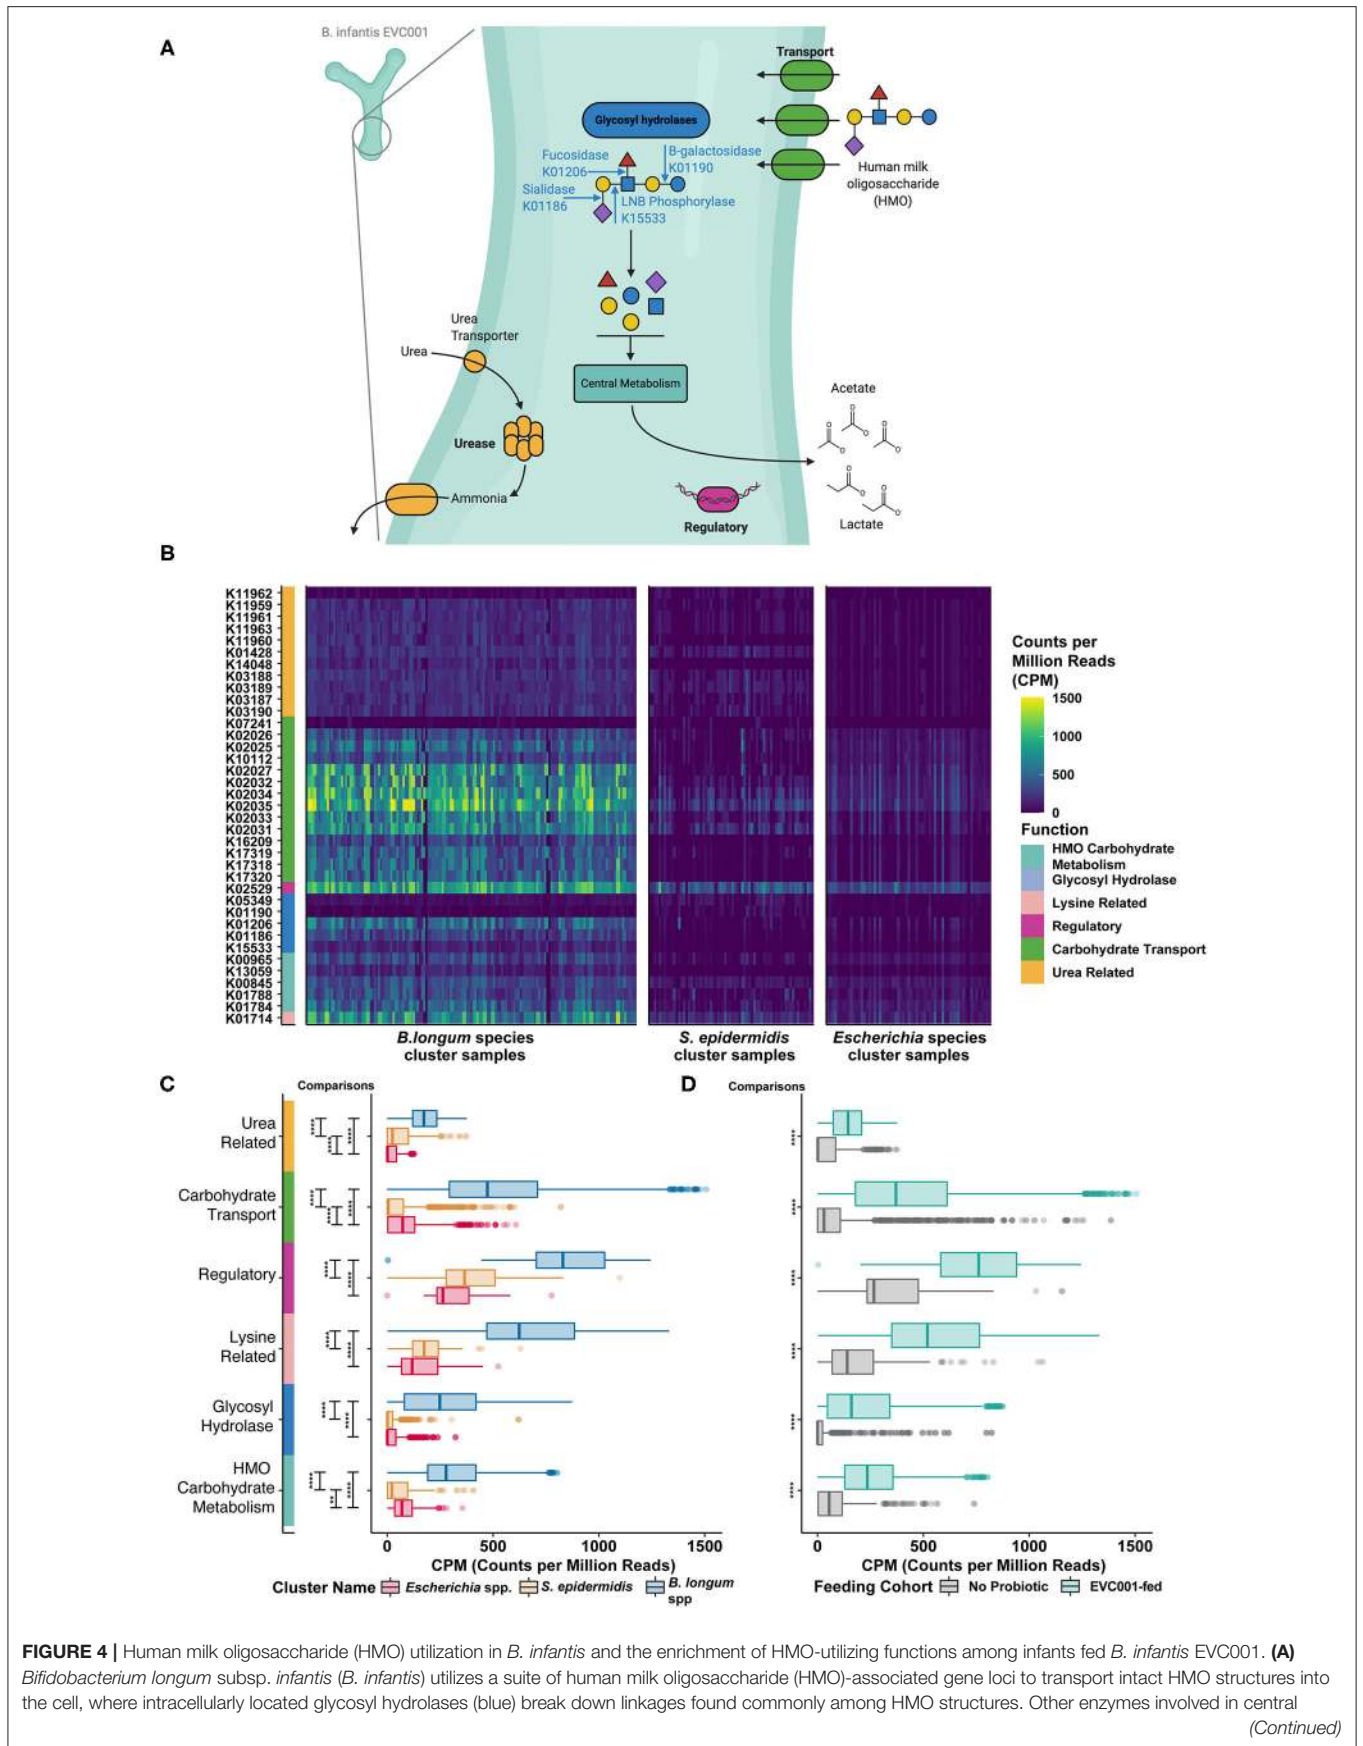 A
B. infantis EVC001
Transport
Glycosyl hydrolases
Fucosidase
K01206
B-galactosidase
K01190
Sialidase
K01186
LNB Phosphorylase
K15533
Human milk
oligosaccharide
(HMO)
Urea
Transporter
Urea
Central Metabolism
Acetate
Urease
Ammonia
Regulatory
Lactate
B
K11962
K11959
K11961
K11963
K11960
K01428
K14048
K03188
K03189
K03187
K03190
K07241
K02026
K02025
K10112
K02027
K02032
K02034
K02035
K02033
K02031
K16209
K17319
K17318
K17320
K02529
K05349
K01190
K01206
K01186
K15533
K00965
K13059
K00845
K01788
K01784
K01714
B.longum species
cluster samples
S. epidermidis
cluster samples
Escherichia species
cluster samples
Counts per
Million Reads
(CPM)
1500
1000
500
0
Function
HMO Carbohydrate
Metabolism
Glycosyl Hydrolase
Lysine Related
Regulatory
Carbohydrate Transport
Urea Related
C
Comparisons
Urea
Related
Carbohydrate
Transport
Regulatory
Lysine
Related
Glycosyl
Hydrolase
HMO
Carbohydrate
Metabolism
0 500 1000 1500
CPM (Counts per Million Reads)
Cluster Name Escherichia spp. S. epidermidis B. longum
spp
D
Comparisons
0 500 1000 1500
CPM (Counts per Million Reads)
Feeding Cohort No Probiotic EVC001-fed
FIGURE 4 | Human milk oligosaccharide (HMO) utilization in B. infantis and the enrichment of HMO-utilizing functions among infants fed B. infantis EVC001. (A)
Bifidobacterium longum subsp. infantis (B. infantis) utilizes a suite of human milk oligosaccharide (HMO)-associated gene loci to transport intact HMO structures into
the cell, where intracellularly located glycosyl hydrolases (blue) break down linkages found commonly among HMO structures. Other enzymes involved in central
(Continued)